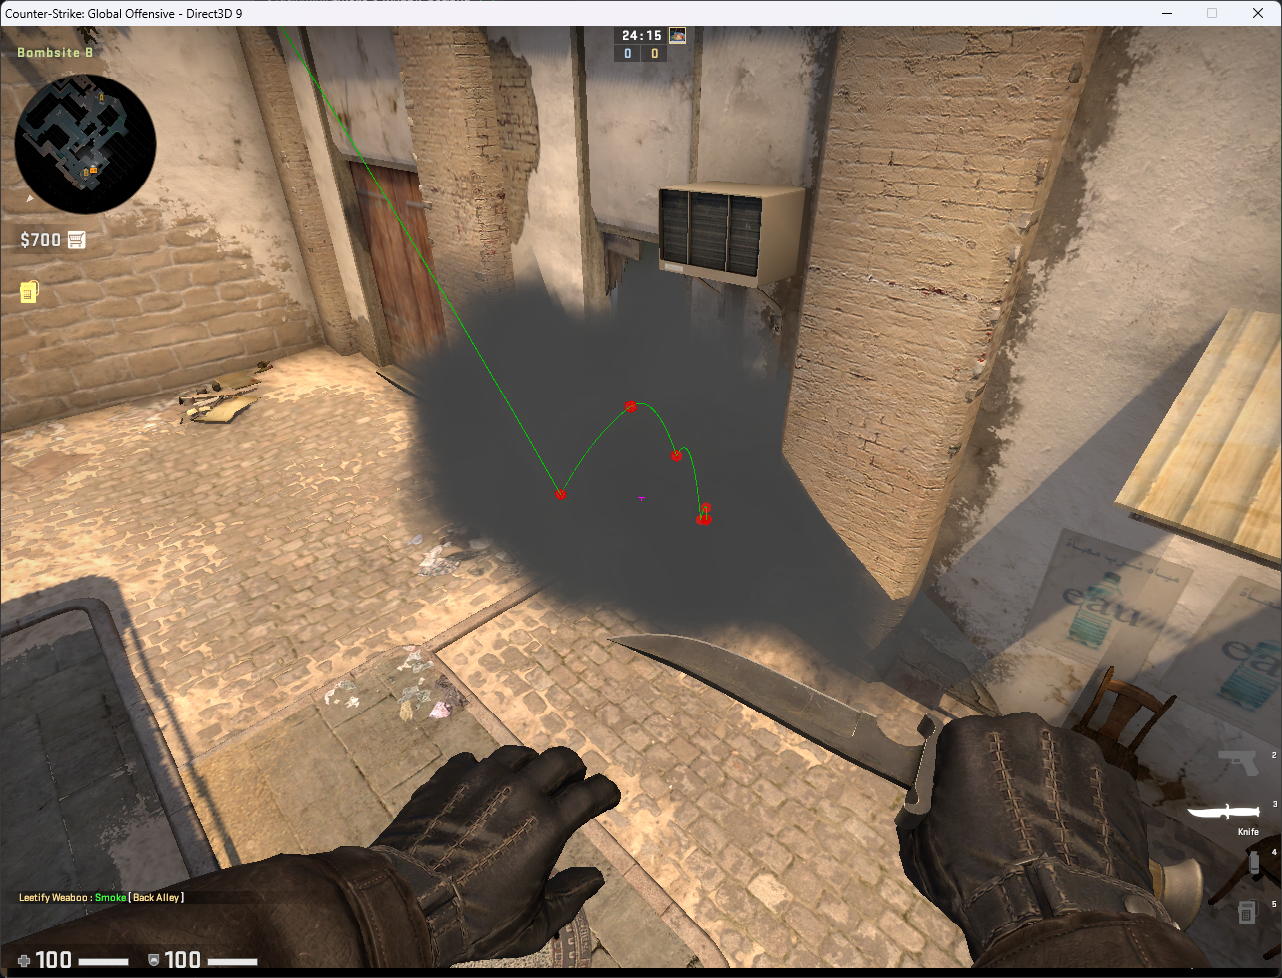 Counter-Strike: Global Offensive - Direct3D 9
24:15
0 0
Bombsite B
$700
eau
2
3
Knife
4
5
Leetify Weaboo : Smoke [ Back Alley ]
100 100